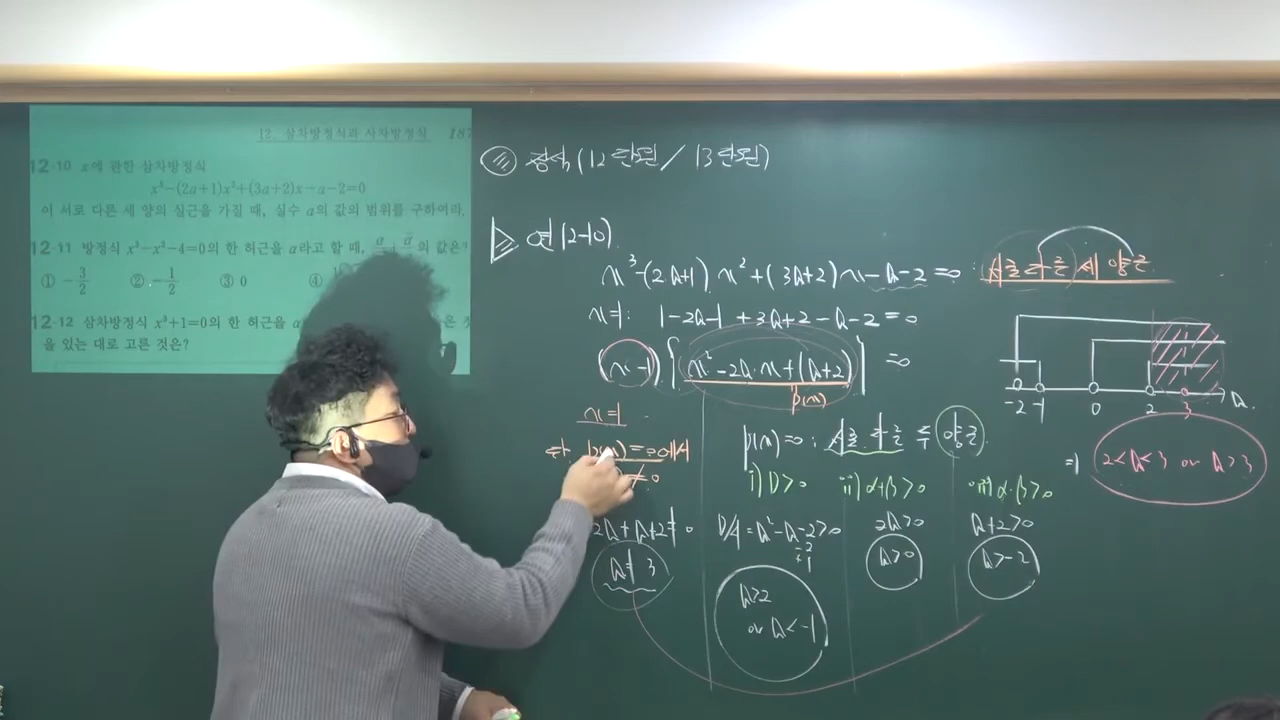 12. 삼차방정식과 사차방정식 187
12·10 x에 관한 삼차방정식
x³-(2a+1)x²+(3a+2)x-a-2=0
이 서로 다른 세 양의 실근을 가질 때, 실수 a의 값의 범위를 구하여라.
12·11 방정식 x³-x²-4=0의 한 허근을 α라고 할 때, 의 값은?
① -3/2 ② -1/2 ③ 0 ④
12·12 삼차방정식 x³+1=0의 한 허근을 α
을 있는 대로 고른 것은?
정석 (12단원 / 13단원)
연 12-10).
x³-(2a+1)x²+(3a+2)x-a-2=0 서로 다른 세 양근
x=1: 1-2a-1+3a+2-a-2=0
(x-1){x²-2a·x+(a+2)}=0
p(x)
x=1
p(x)=0: 서로 다른 두 양근
i) D>0 ii) α+β>0 iii) α·β>0
≠0
2a+a+2≠0
a≠3
D/4=a²-a-2>0
-2
+1
a>2
or a<-1
2a>0
a>0
a+2>0
a>-2
-2 -1 0 2 3 a
⇒ 2<a<3 or a>3